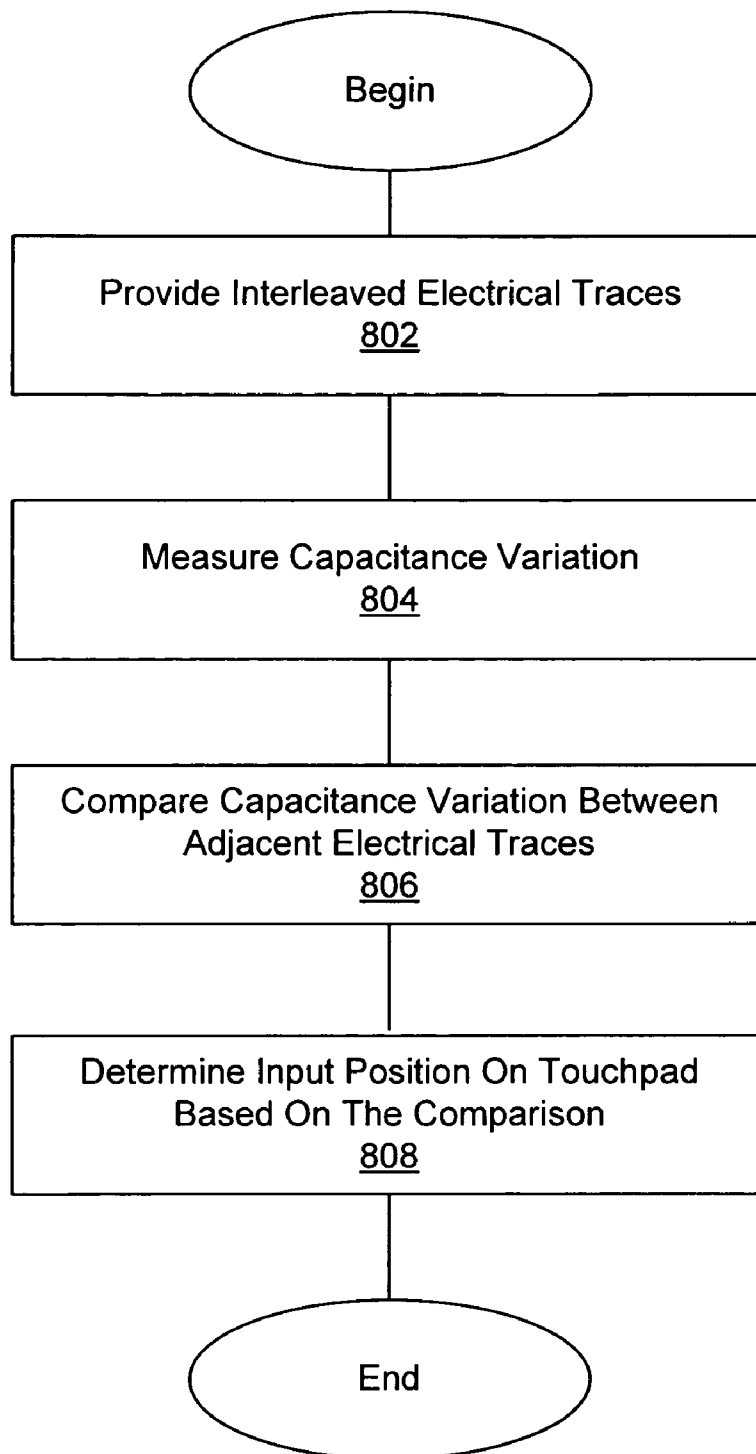 Begin
Provide Interleaved Electrical Traces
802
Measure Capacitance Variation
804
Compare Capacitance Variation Between
Adjacent Electrical Traces
806
Determine Input Position On Touchpad
Based On The Comparison
808
End